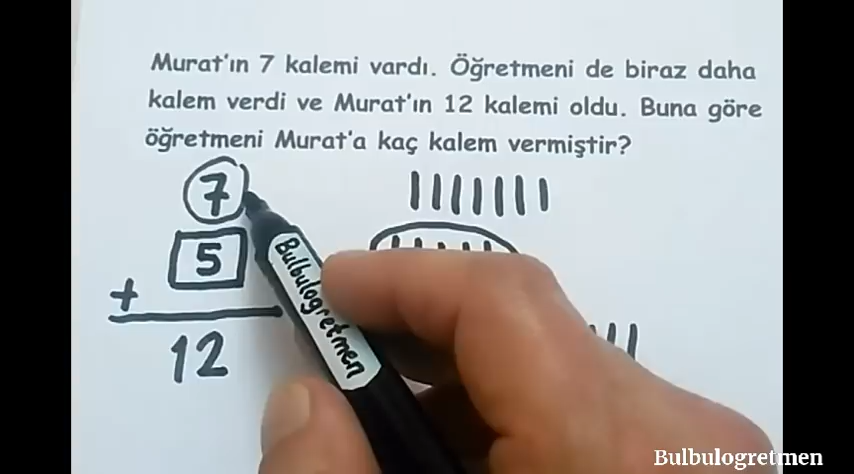 Murat'ın 7 kalemi vardı. Öğretmeni de biraz daha
kalem verdi ve Murat'ın 12 kalemi oldu. Buna göre
öğretmeni Murat'a kaç kalem vermiştir?
7
5
+
12
Bulbulogretmen
Bulbulogretmen